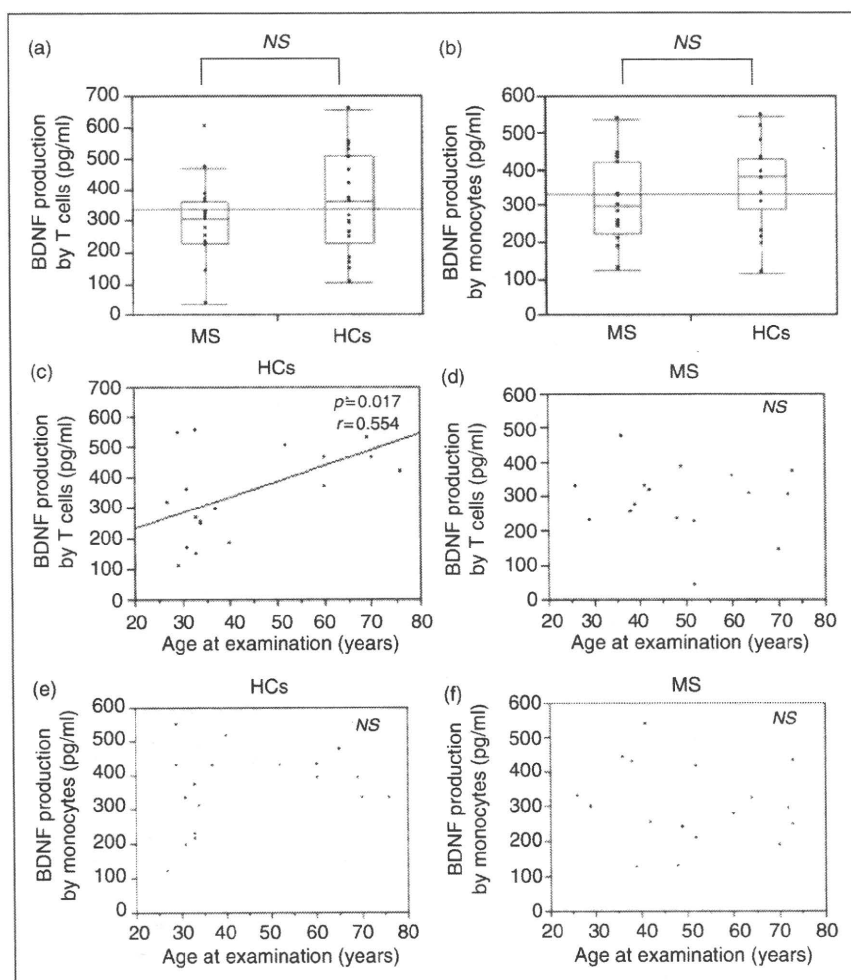 (a)
NS
BDNF production
by T cells (pg/ml)
700
600
500
400
300
200
100
0
MS
HCs
(b)
NS
BDNF production
by monocytes (pg/ml)
600
500
400
300
200
100
0
MS
HCs
(c)
HCs
BDNF production
by T cells (pg/ml)
700
600
500
400
300
200
100
0
p=0.017
r=0.554
20 30 40 50 60 70 80
Age at examination (years)
(d)
MS
BDNF production
by T cells (pg/ml)
600
500
400
300
200
100
0
NS
20 30 40 50 60 70 80
Age at examination (years)
(e)
HCs
BDNF production
by monocytes (pg/ml)
600
500
400
300
200
100
0
NS
20 30 40 50 60 70 80
Age at examination (years)
(f)
MS
BDNF production
by monocytes (pg/ml)
600
500
400
300
200
100
0
NS
20 30 40 50 60 70 80
Age at examination (years)